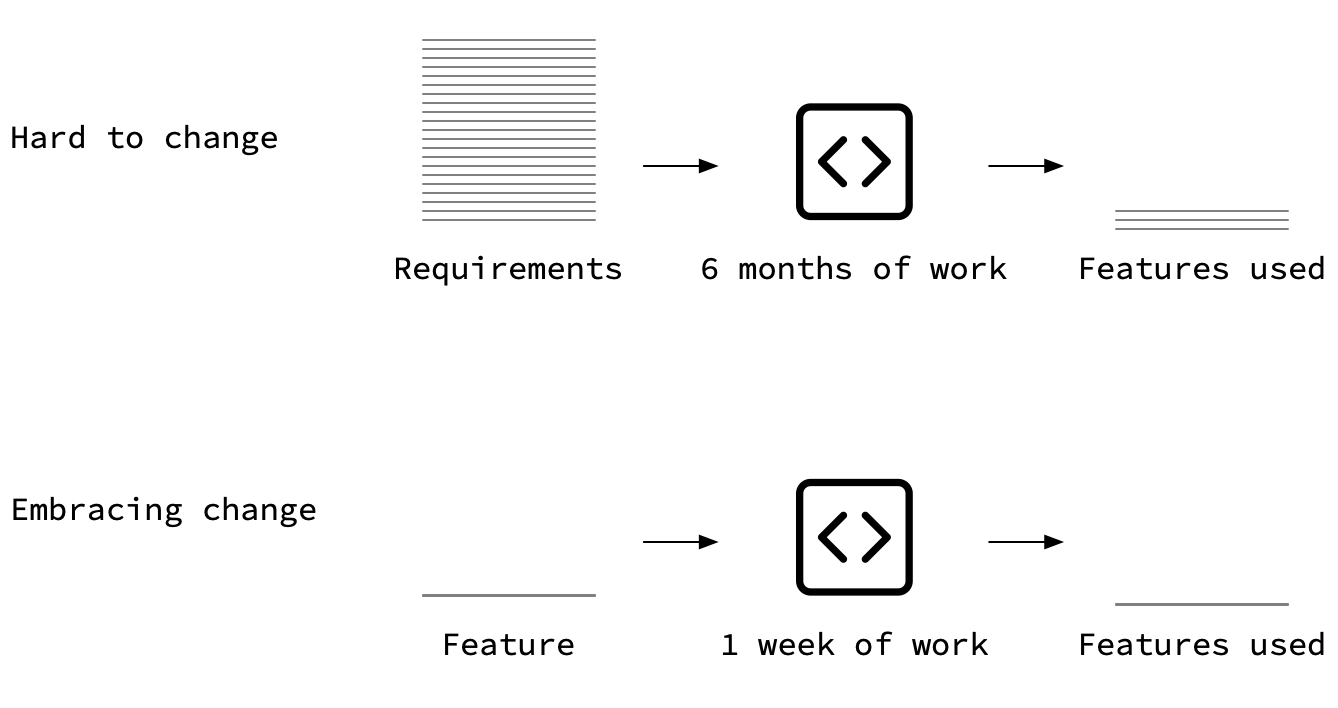 Hard to change
Requirements
6 months of work
Features used
Embracing change
Feature
1 week of work
Features used